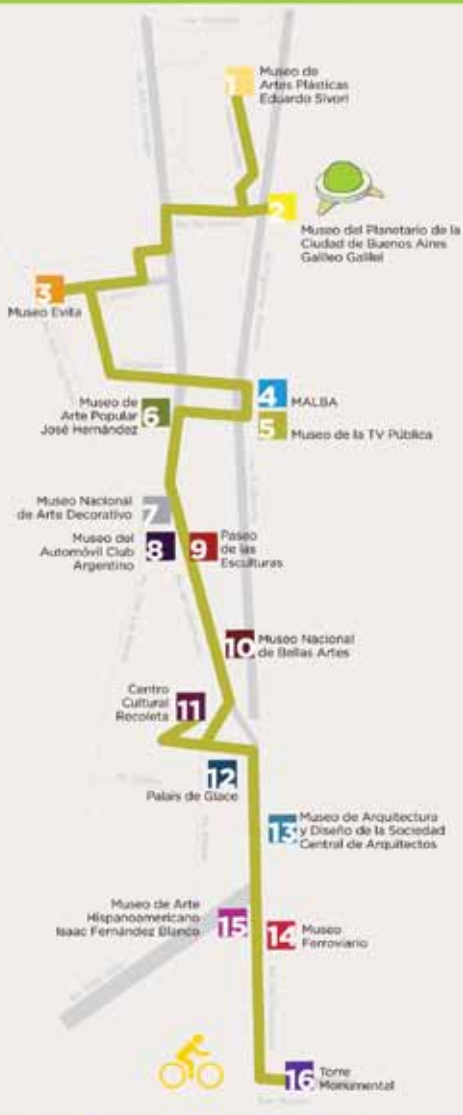 1
Museo de
Artes Plásticas
Eduardo Sívori
2
Museo del Planetario de la
Ciudad de Buenos Aires
Galileo Galilei
3
Museo Evita
4
MALBA
5
Museo de la TV Pública
6
Museo de
Arte Popular
José Hernández
7
Museo Nacional
de Arte Decorativo
8
Museo del
Automóvil Club
Argentino
9
Paseo
de las
Esculturas
10
Museo Nacional
de Bellas Artes
11
Centro
Cultural
Recoleta
12
Palais de Glace
13
Museo de Arquitectura
y Diseño de la Sociedad
Central de Arquitectos
14
Museo
Ferroviario
15
Museo de Arte
Hispanoamericano
Isaac Fernández Blanco
16
Torre
Monumental